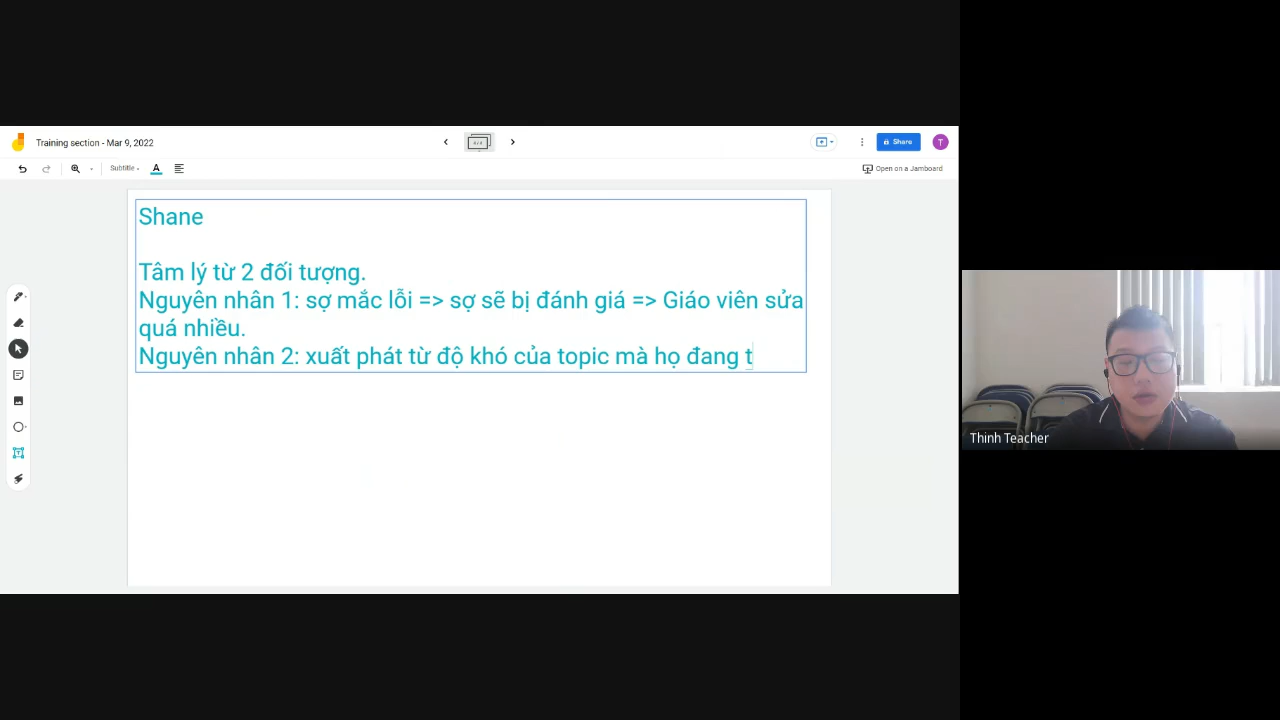 Training section - Mar 9, 2022
Share
T
Subtitle
A
Open on a Jamboard
Shane
Tâm lý từ 2 đối tượng.
Nguyên nhân 1: sợ mắc lỗi => sợ sẽ bị đánh giá => Giáo viên sửa
quá nhiều.
Nguyên nhân 2: xuất phát từ độ khó của topic mà họ đang t
Thinh Teacher